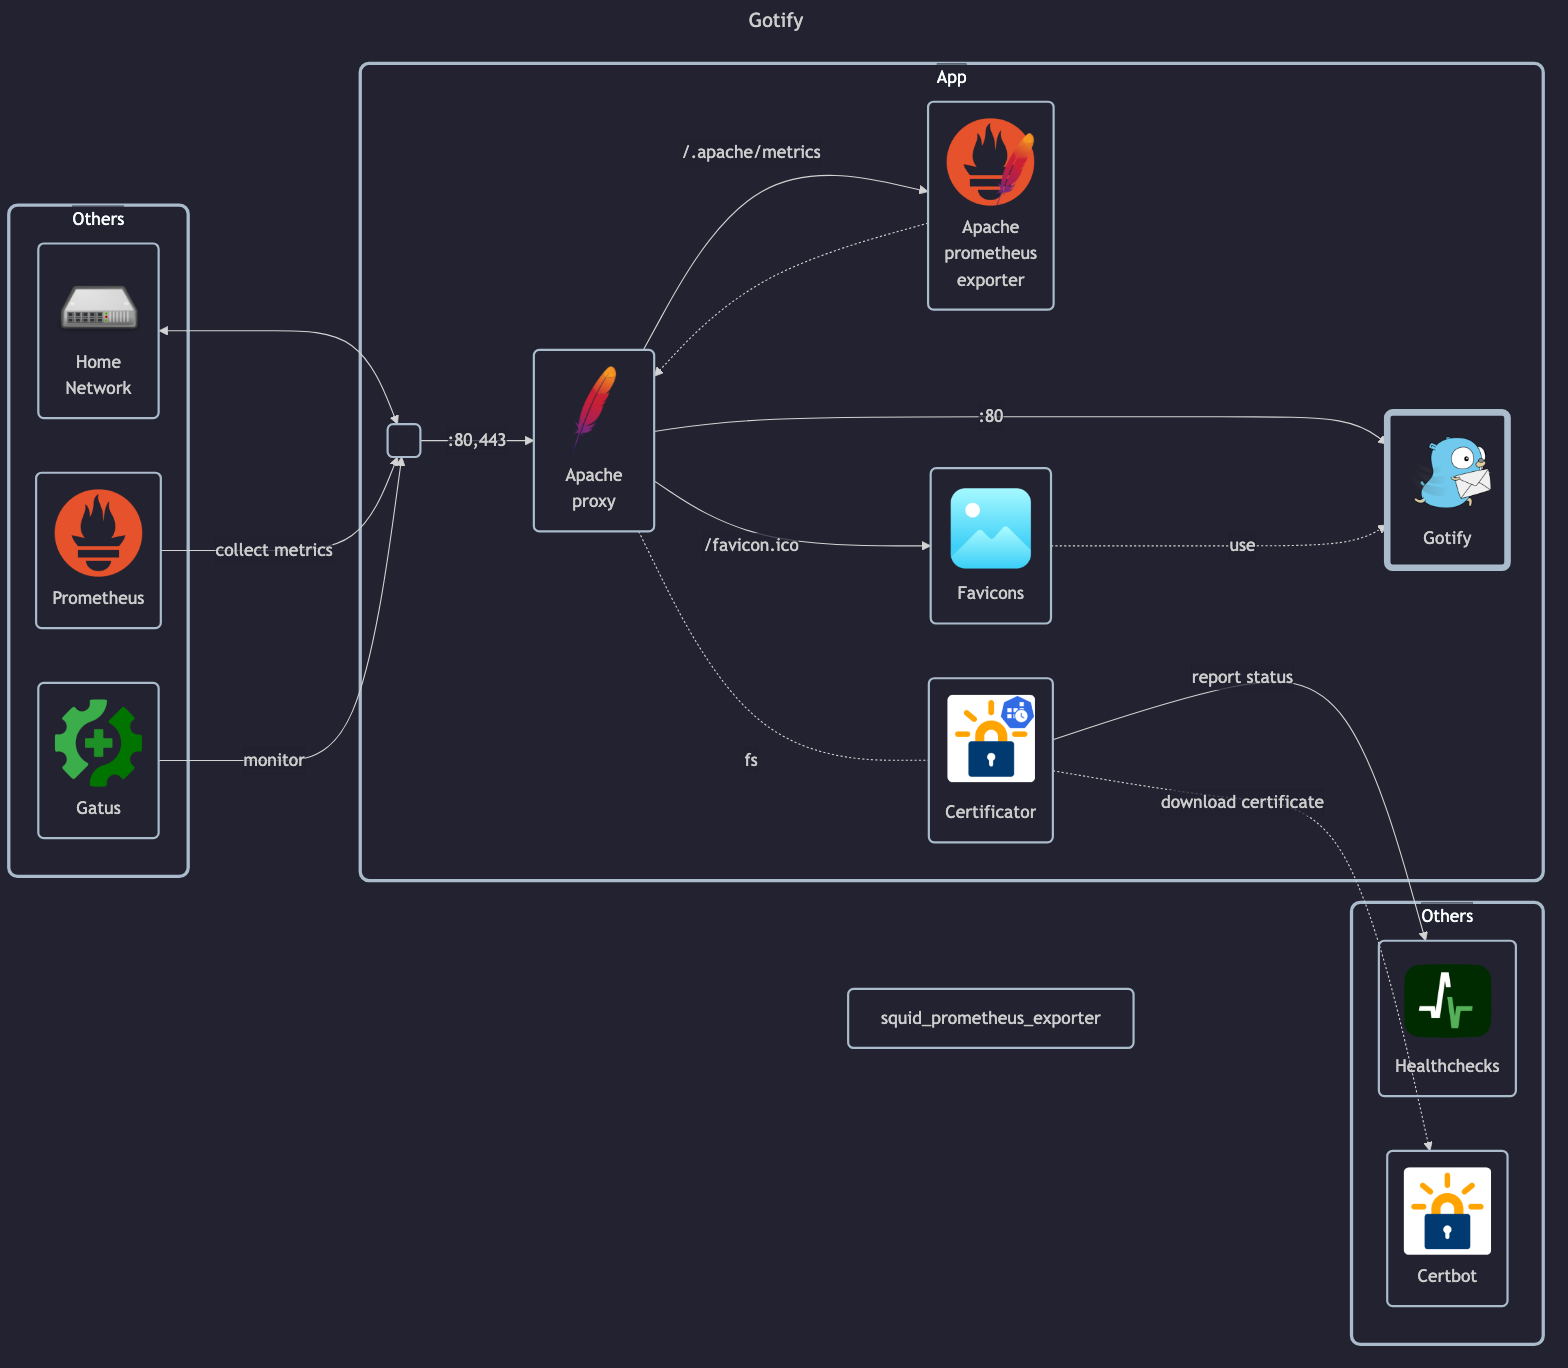 Gotify
App
/.apache/metrics
Apache
prometheus
exporter
Others
Home
Network
:80
:80,443
Apache
proxy
Gotify
collect metrics
/favicon.ico
use
Prometheus
Favicons
report status
fs
monitor
Gatus
Certificator
download certificate
Others
squid_prometheus_exporter
Healthchecks
Certbot